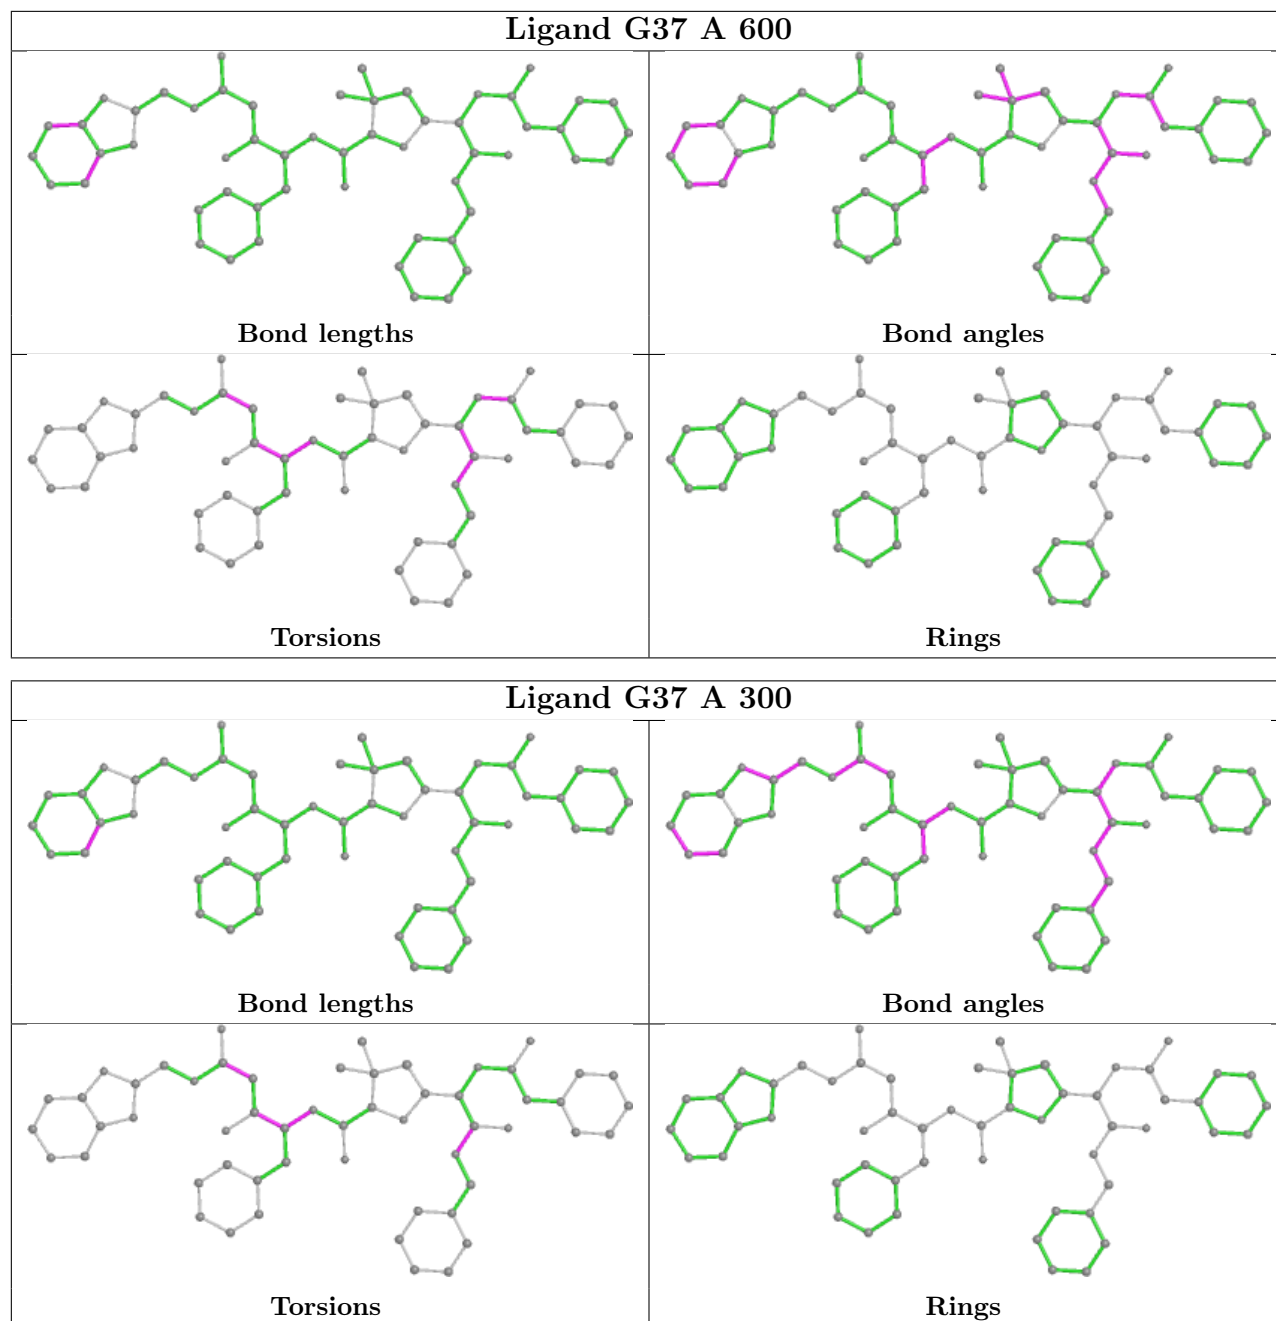 Ligand G37 A 600
Bond lengths
Bond angles
Torsions
Rings
Ligand G37 A 300
Bond lengths
Bond angles
Torsions
Rings